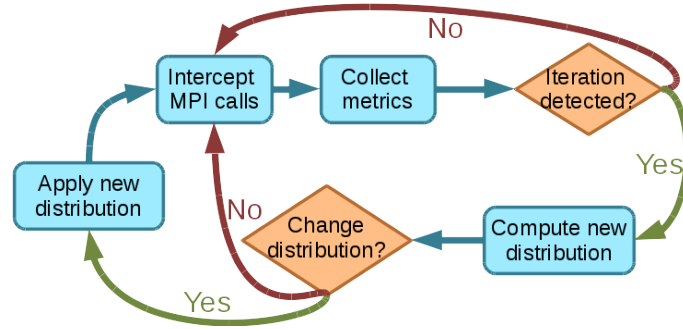 No
Intercept
MPI calls
Collect
metrics
Iteration
detected?
Yes
Apply new
distribution
No
Change
distribution?
Compute new
distribution
Yes